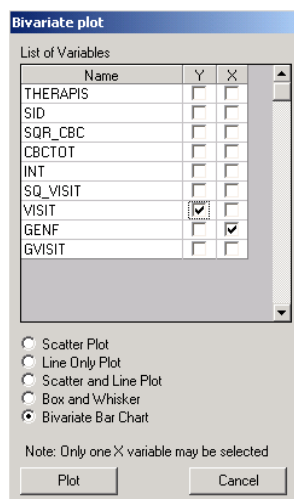 Bivariate plot
List of Variables
Name Y X
THERAPIS
SID
SQR_CBC
CBCTOT
INT
SQ_VISIT
VISIT
GENF
GVISIT
Scatter Plot
Line Only Plot
Scatter and Line Plot
Box and Whisker
Bivariate Bar Chart
Note: Only one X variable may be selected
Plot Cancel